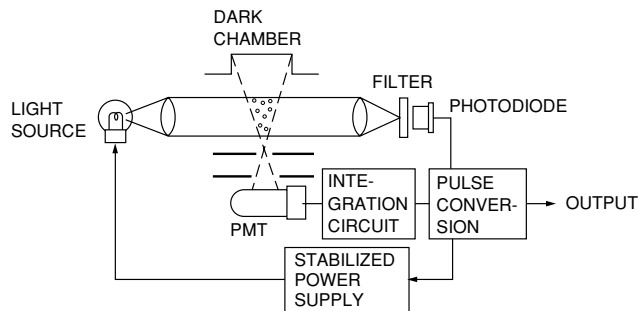 DARK
CHAMBER
FILTER
LIGHT
SOURCE
PHOTODIODE
PMT
INTE-
GRATION
CIRCUIT
PULSE
CONVER-
SION
OUTPUT
STABILIZED
POWER
SUPPLY